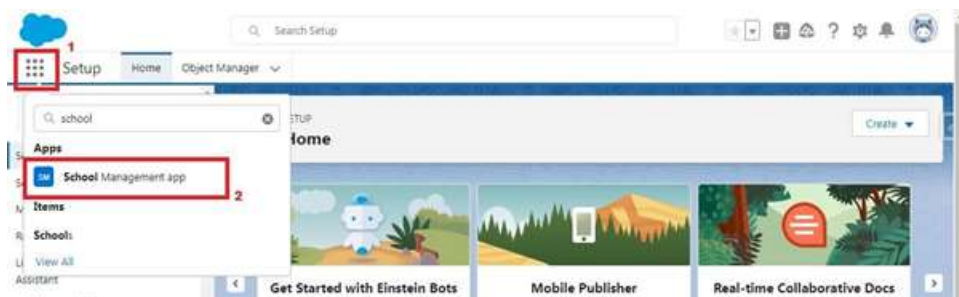 Search Setup
1
Setup Home Object Manager
school
SETUP
Home
Create
Apps
SM School Management app
2
Items
Schools
View All
Assistant
Get Started with Einstein Bots Mobile Publisher Real-time Collaborative Docs